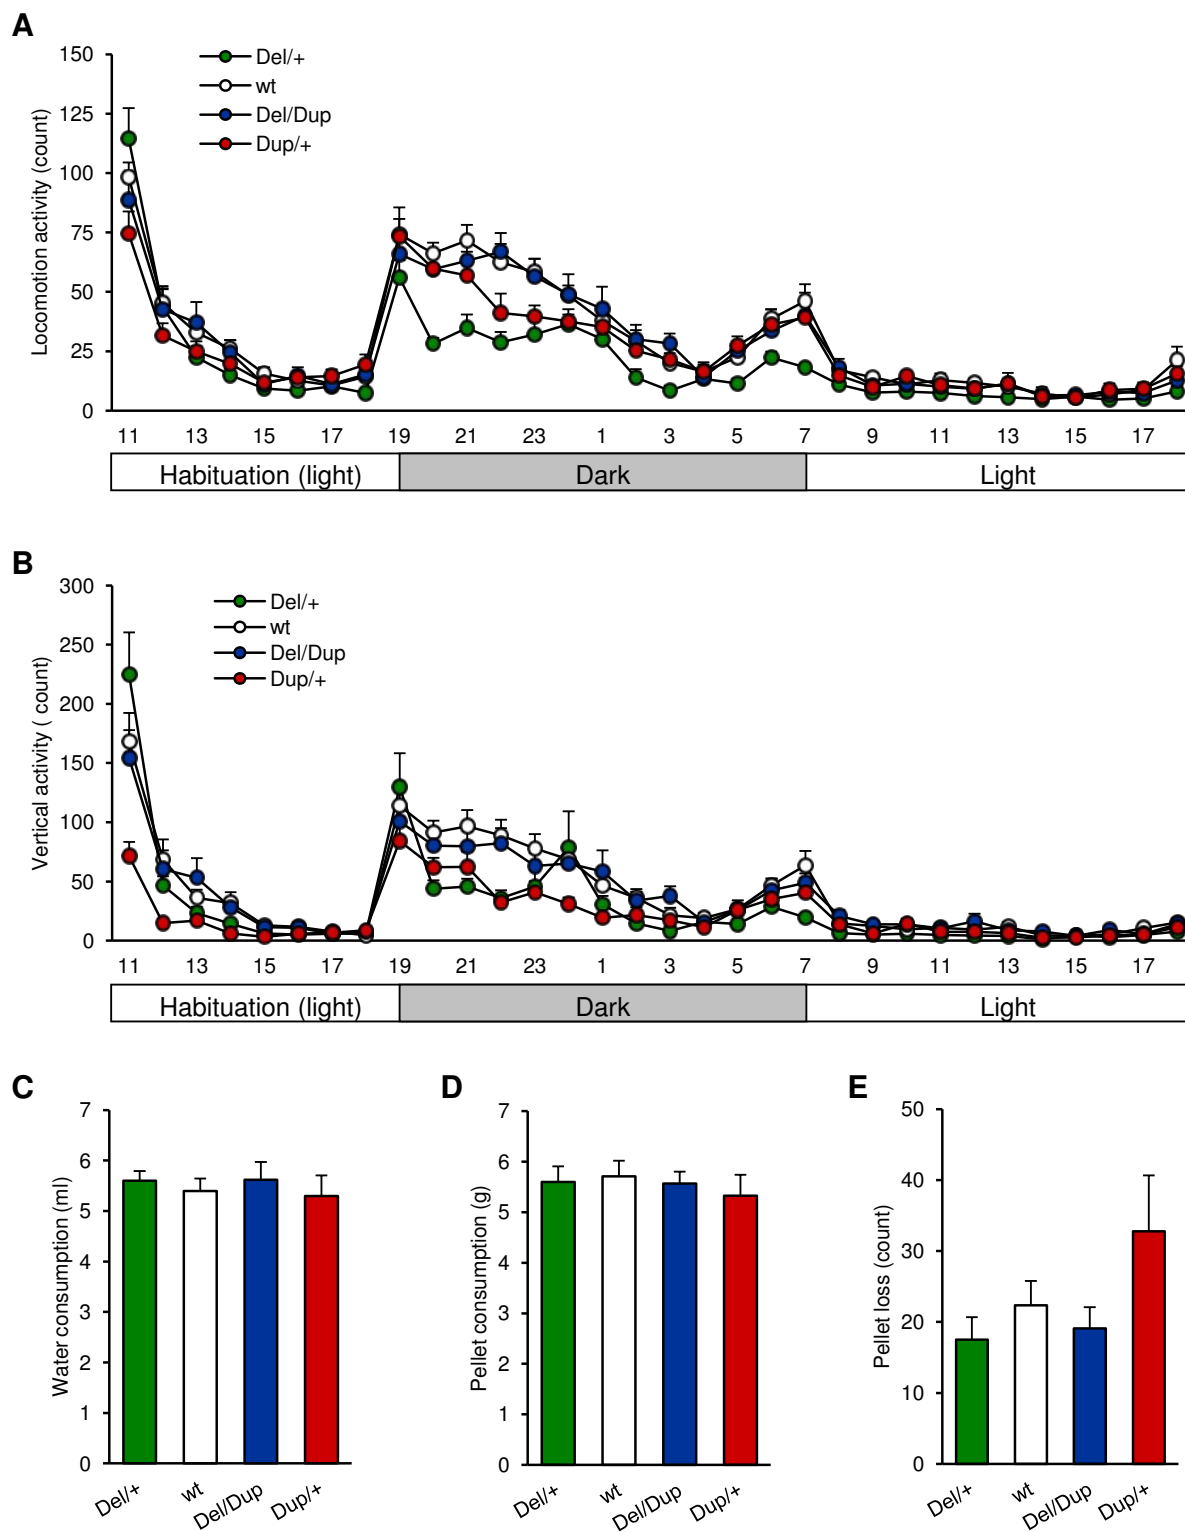 A
Locomotion activity (count)
150
125
100
75
50
25
0
Del/+
wt
Del/Dup
Dup/+
11 13 15 17 19 21 23 1 3 5 7 9 11 13 15 17
Habituation (light) Dark Light
B
Vertical activity ( count)
300
250
200
150
100
50
0
Del/+
wt
Del/Dup
Dup/+
11 13 15 17 19 21 23 1 3 5 7 9 11 13 15 17
Habituation (light) Dark Light
C
Water consumption (ml)
7
6
5
4
3
2
1
0
Del/+ wt Del/Dup Dup/+
D
Pellet consumption (g)
7
6
5
4
3
2
1
0
Del/+ wt Del/Dup Dup/+
E
Pellet loss (count)
50
40
30
20
10
0
Del/+ wt Del/Dup Dup/+